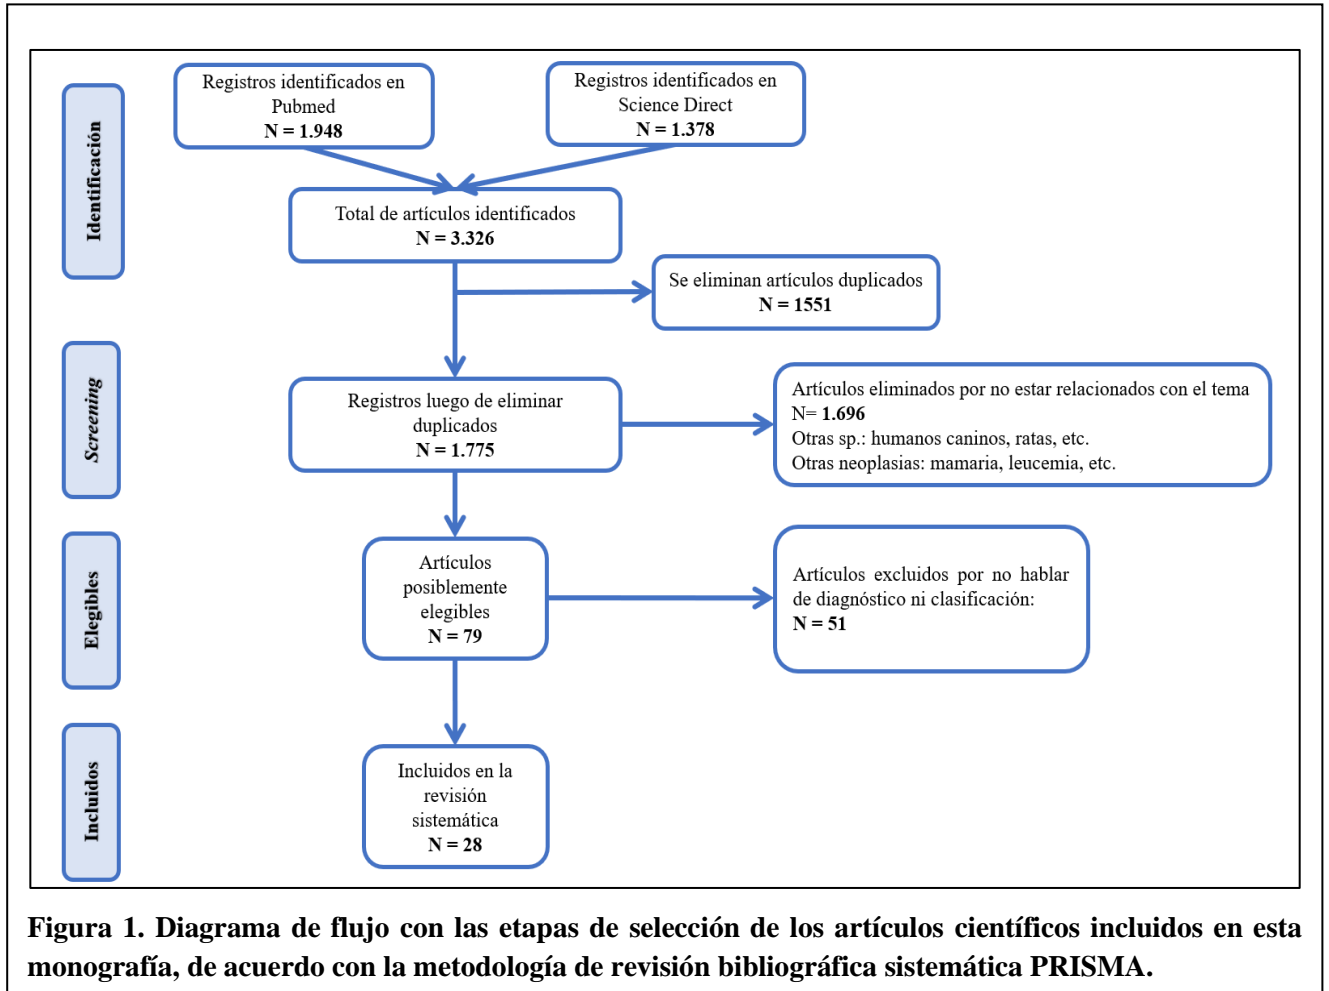 Identificación
Registros identificados en
Pubmed
N = 1.948
Registros identificados en
Science Direct
N = 1.378
Total de artículos identificados
N = 3.326
Se eliminan artículos duplicados
N = 1551
Screening
Registros luego de eliminar
duplicados
N = 1.775
Artículos eliminados por no estar relacionados con el tema
N= 1.696
Otras sp.: humanos caninos, ratas, etc.
Otras neoplasias: mamaria, leucemia, etc.
Elegibles
Artículos
posiblemente
elegibles
N = 79
Artículos excluidos por no hablar
de diagnóstico ni clasificación:
N = 51
Incluidos
Incluidos en la
revisión
sistemática
N = 28
Figura 1. Diagrama de flujo con las etapas de selección de los artículos científicos incluidos en esta
monografía, de acuerdo con la metodología de revisión bibliográfica sistemática PRISMA.